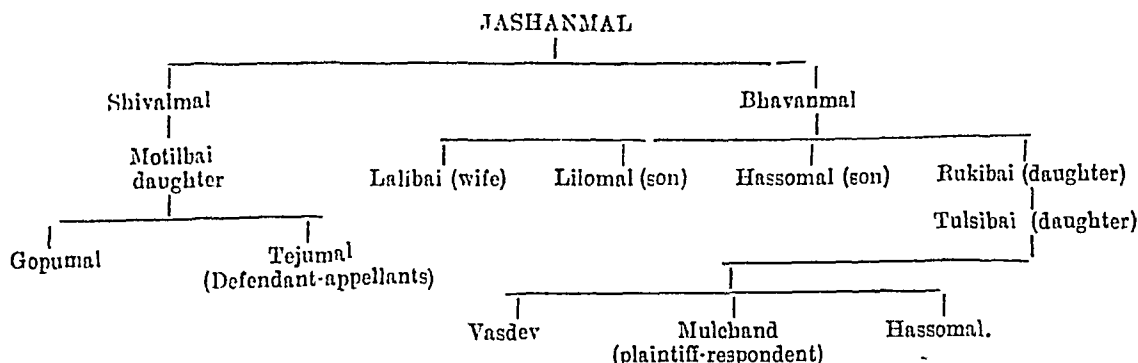 JASHANMAL
Shivalmal Bhavanmal
Motilbai
daughter
Lalibai (wife) Lilomal (son) Hassomal (son) Rukibai (daughter)
Tulsibai (daughter)
Gopumal Tejumal
(Defendant-appellants)
Vasdev Mulchand Hassomal.
(plaintiff-respondent)